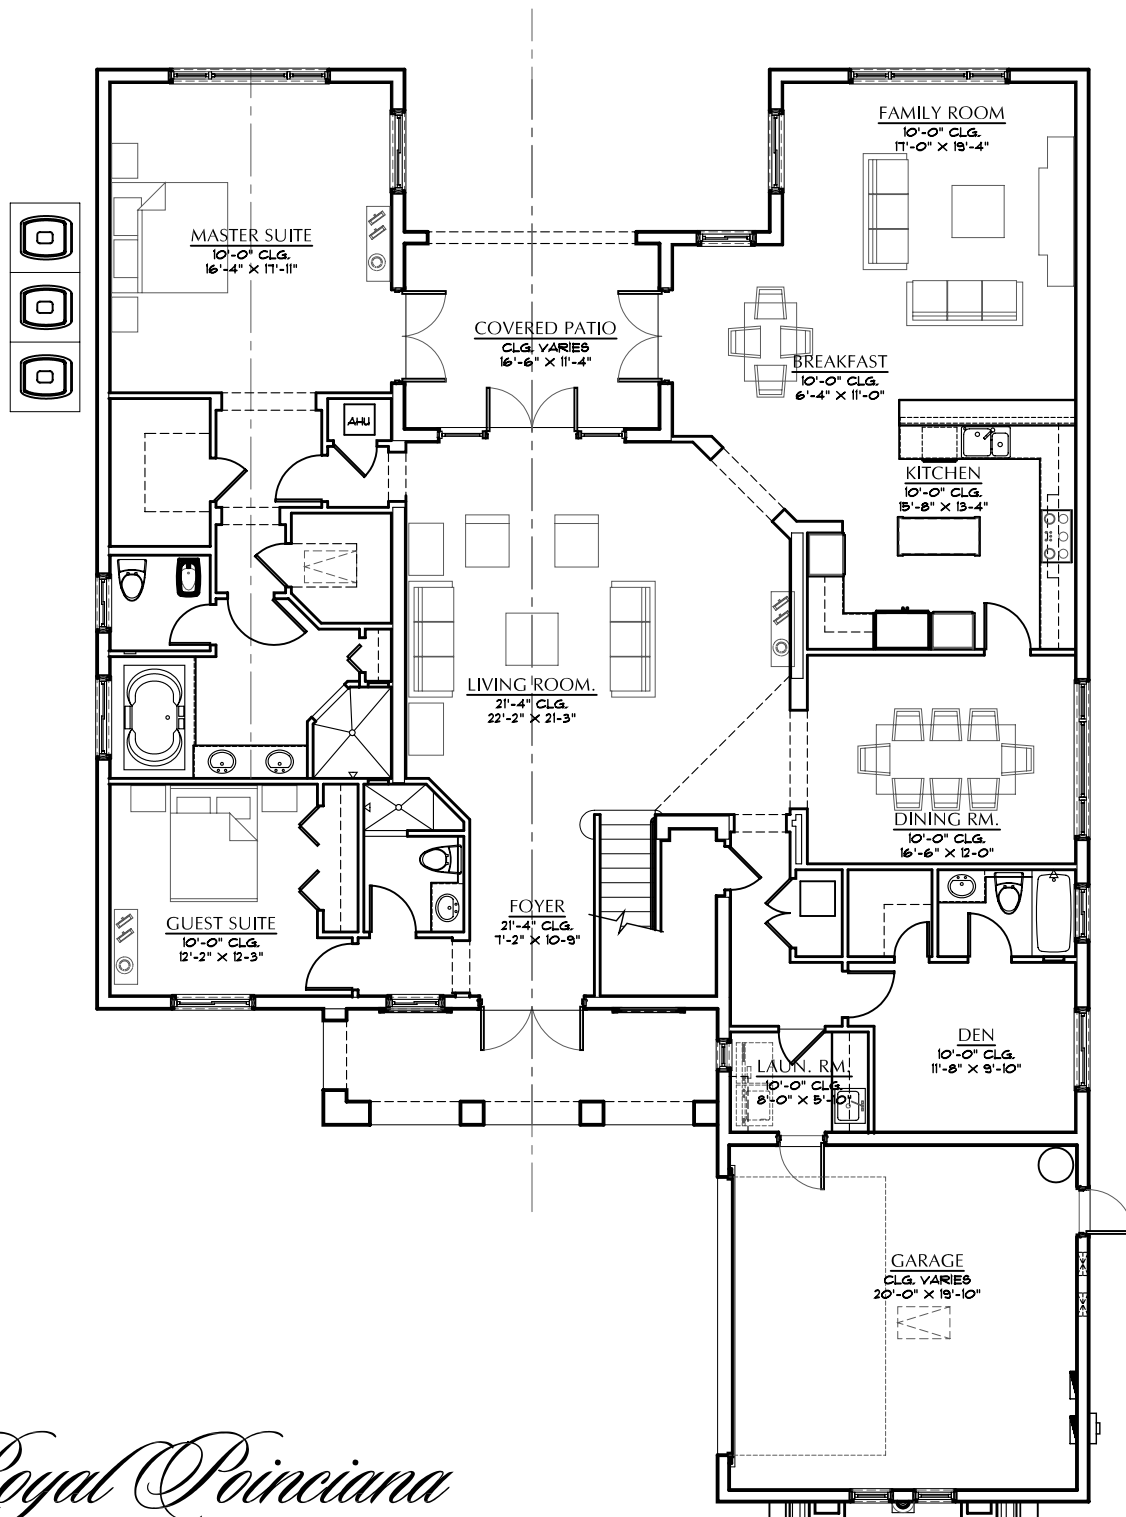 FAMILY ROOM
10'-0" CLG.
17'-0" X 19'-4"
MASTER SUITE
10'-0" CLG.
16'-4" X 17'-11"
COVERED PATIO
CLG. VARIES
16'-6" X 11'-4"
BREAKFAST
10'-0" CLG.
6'-4" X 11'-0"
AHU
KITCHEN
10'-0" CLG.
15'-8" X 13'-4"
LIVING ROOM.
21'-4" CLG.
22'-2" X 21'-3"
DINING RM.
10'-0" CLG.
16'-6" X 12'-0"
GUEST SUITE
10'-0" CLG.
12'-2" X 12'-3"
FOYER
21'-4" CLG.
7'-2" X 10-9"
DEN
10'-0" CLG.
11'-8" X 9'-10"
LAUN. RM.
10'-0" CLG
8'-0" X 5'-10"
GARAGE
CLG. VARIES
20'-0" X 19'-10"
Royal Poinciana